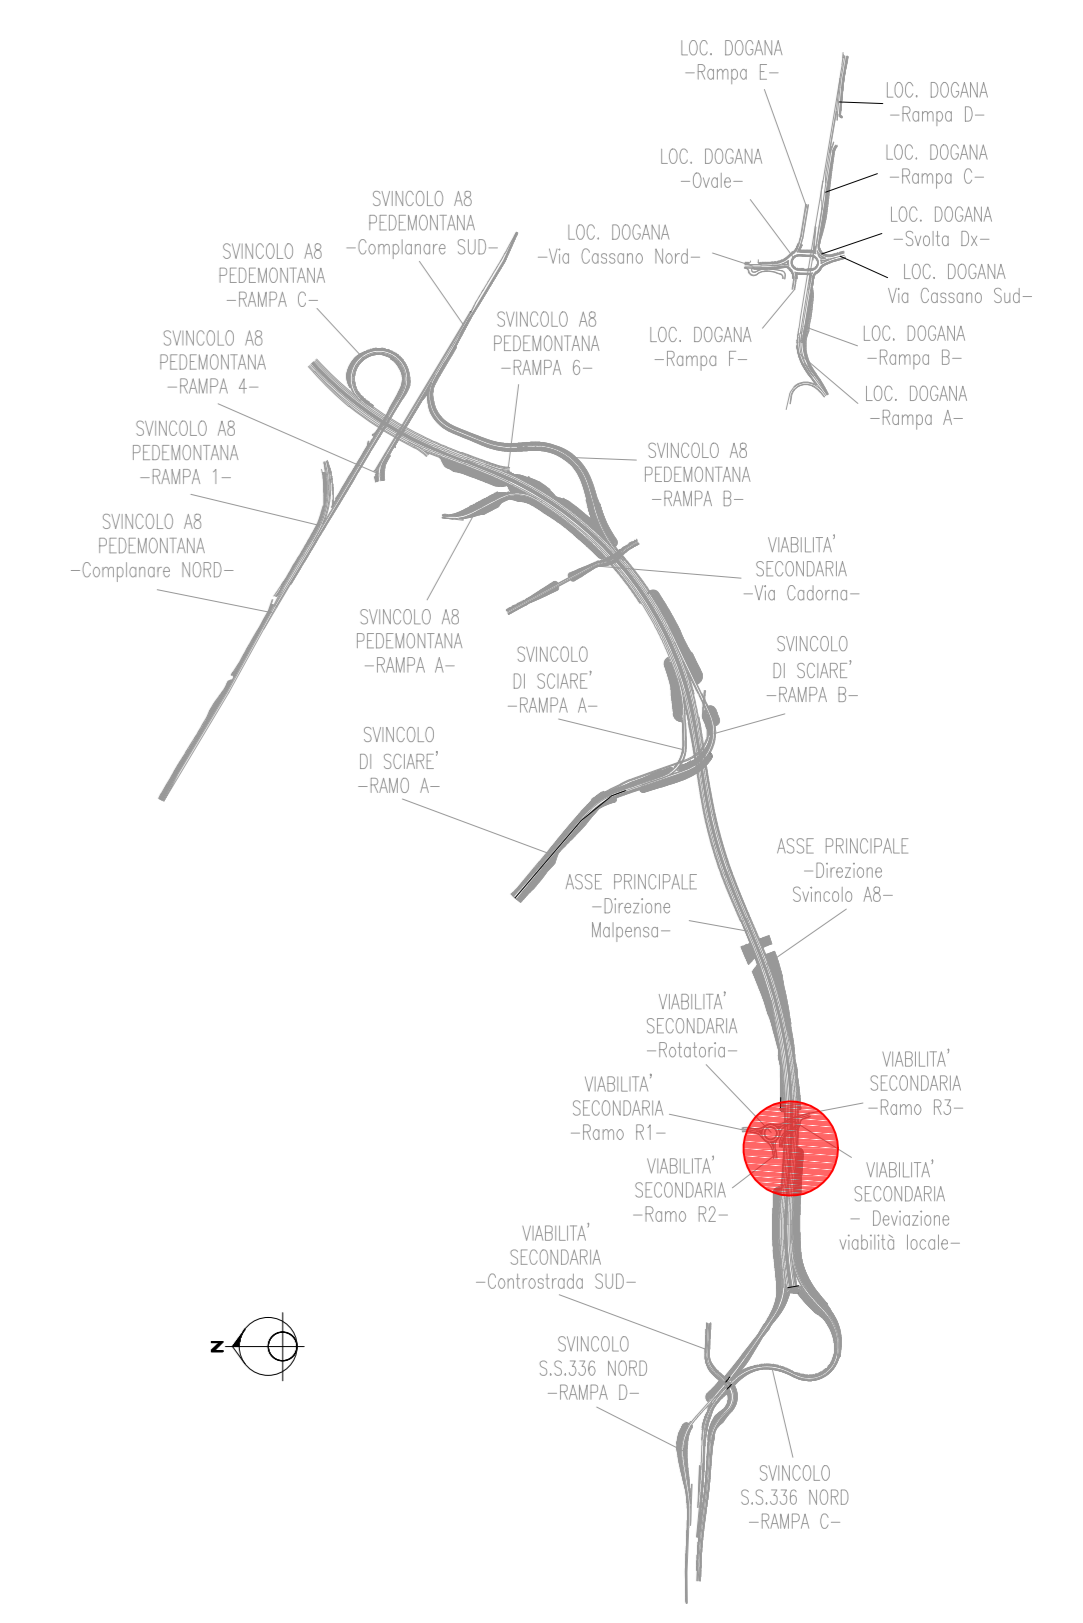 LOC. DOGANA
-Rampa E-
LOC. DOGANA
-Rampa D-
LOC. DOGANA
-Ovale-
LOC. DOGANA
-Rampa C-
SVINCOLO A8
PEDEMONTANA
-Complanare SUD-
LOC. DOGANA
-Via Cassano Nord-
LOC. DOGANA
-Svolta Dx-
LOC. DOGANA
Via Cassano Sud-
SVINCOLO A8
PEDEMONTANA
-RAMPA C-
SVINCOLO A8
PEDEMONTANA
-RAMPA 6-
LOC. DOGANA
-Rampa F-
LOC. DOGANA
-Rampa B-
SVINCOLO A8
PEDEMONTANA
-RAMPA 4-
LOC. DOGANA
-Rampa A-
SVINCOLO A8
PEDEMONTANA
-RAMPA 1-
SVINCOLO A8
PEDEMONTANA
-RAMPA B-
SVINCOLO A8
PEDEMONTANA
-Complanare NORD-
VIABILITA'
SECONDARIA
-Via Cadorna-
SVINCOLO A8
PEDEMONTANA
-RAMPA A-
SVINCOLO
DI SCIARE'
-RAMPA A-
SVINCOLO
DI SCIARE'
-RAMPA B-
SVINCOLO
DI SCIARE'
-RAMO A-
ASSE PRINCIPALE
-Direzione
Svincolo A8-
ASSE PRINCIPALE
-Direzione
Malpensa-
VIABILITA'
SECONDARIA
-Rotatoria-
VIABILITA'
SECONDARIA
-Ramo R3-
VIABILITA'
SECONDARIA
-Ramo R1-
VIABILITA'
SECONDARIA
-Ramo R2-
VIABILITA'
SECONDARIA
- Deviazione
viabilità locale-
VIABILITA'
SECONDARIA
-Controstrada SUD-
N
SVINCOLO
S.S.336 NORD
-RAMPA D-
SVINCOLO
S.S.336 NORD
-RAMPA C-